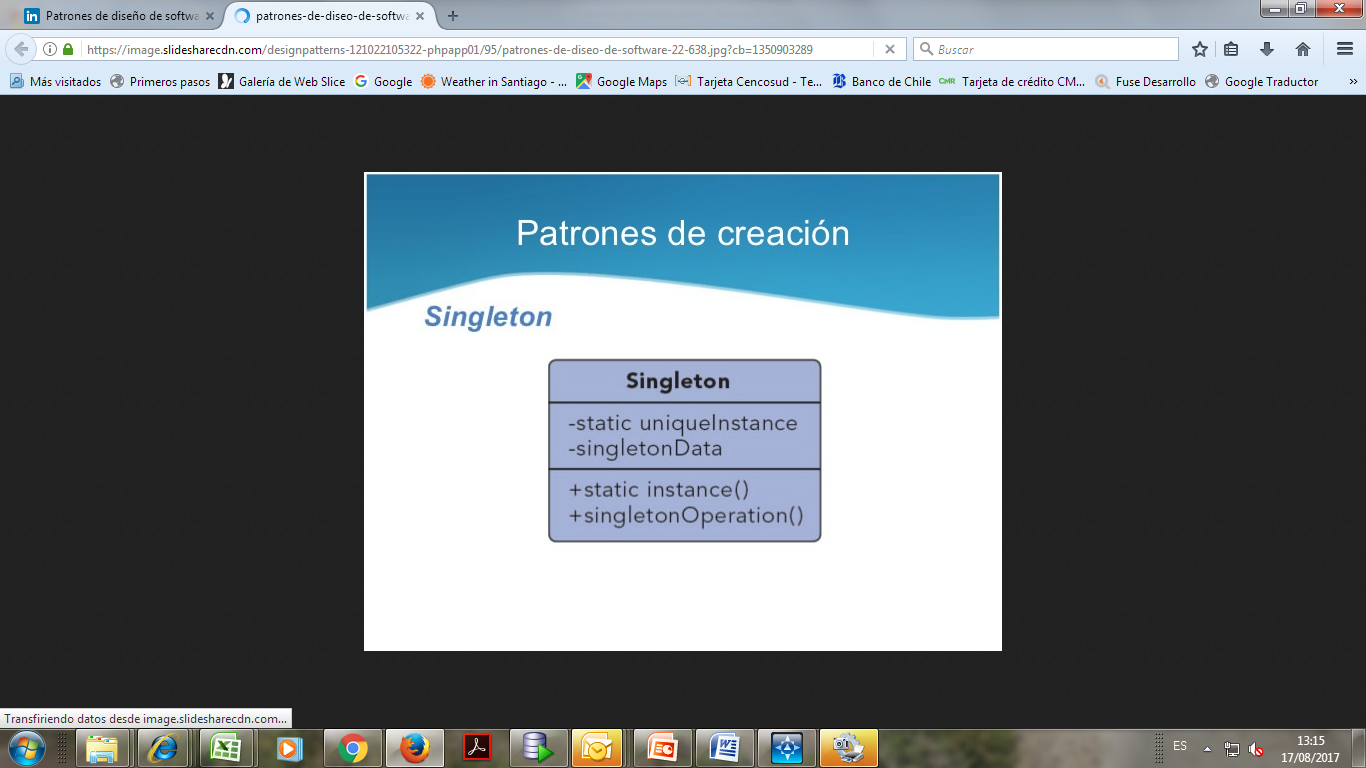 Patrones de diseño de softwa
patrones-de-diseo-de-softwa
https://image.slidesharecdn.com/designpatterns-121022105322-phpapp01/95/patrones-de-diseo-de-software-22-638.jpg?cb=1350903289
Buscar
Más visitados
Primeros pasos
Galería de Web Slice
Google
Weather in Santiago - ...
Google Maps
Tarjeta Cencosud - Te...
Banco de Chile
CMR
Tarjeta de crédito CM...
Fuse Desarrollo
Google Traductor
Patrones de creación
Singleton
Singleton
-static uniqueInstance
-singletonData
+static instance()
+singletonOperation()
Transfiriendo datos desde image.slidesharecdn.com...
ES
13:15
17/08/2017